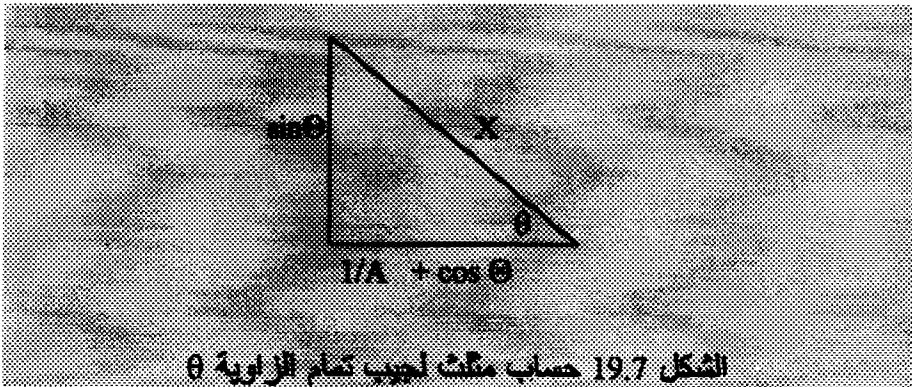 sinΘ
X
θ
1/A + cos Θ
الشكل 19.7 حساب مثلث لجيب تمام الزاوية θ